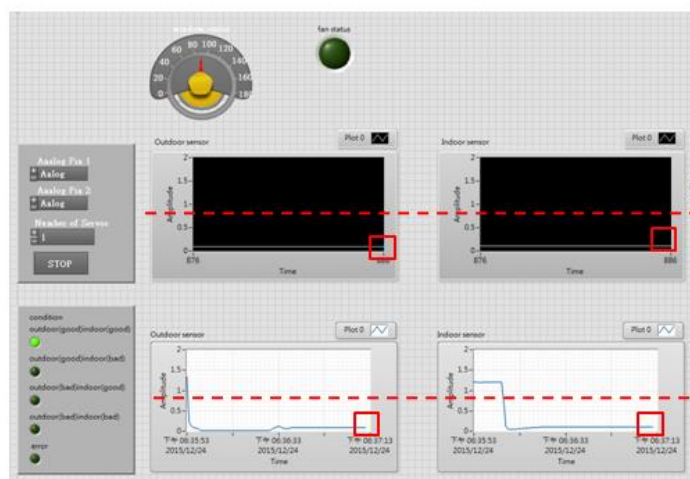 fan status
0 20 40 60 80 100 120 140 160 180
Outdoor sensor
Plot 0
Indoor sensor
Plot 0
Analog Pin 1
Analog
Analog Pin 2
Analog
Number of Servos
1
STOP
Amplitude
2
1.5
1
0.5
0
876
886
Time
Amplitude
2
1.5
1
0.5
0
876
886
Time
condition
outdoor(good)indoor(good)
outdoor(good)indoor(bad)
outdoor(bad)indoor(good)
outdoor(bad)indoor(bad)
error
Outdoor sensor
Plot 0
Indoor sensor
Plot 0
Amplitude
2
1.5
1
0.5
0
下午 06:35:53
2015/12/24
下午 06:36:33
2015/12/24
下午 06:37:13
2015/12/24
Time
Amplitude
2
1.5
1
0.5
0
下午 06:35:53
2015/12/24
下午 06:36:33
2015/12/24
下午 06:37:13
2015/12/24
Time